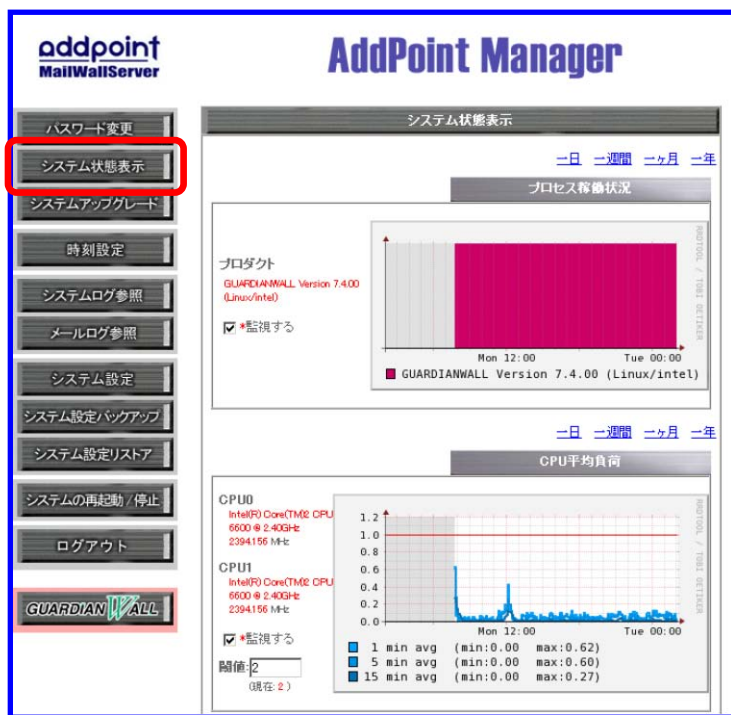 addpoint
MailWallServer
AddPoint Manager
パスワード変更
システム状態表示
システムアップグレード
時刻設定
システムログ参照
メールログ参照
システム設定
システム設定バックアップ
システム設定リストア
システムの再起動/停止
ログアウト
GUARDIAN WALL
システム状態表示
一日 一週間 一ヶ月 一年
プロセス稼働状況
プロダクト
GUARDIANWALL Version 7.4.00
(Linux/intel)
*監視する
RRDTOOL / TOBI OETIKER
Mon 12:00 Tue 00:00
GUARDIANWALL Version 7.4.00 (Linux/intel)
一日 一週間 一ヶ月 一年
CPU平均負荷
CPU0
Intel(R) Core(TM)2 CPU
6600 @ 2.40GHz
2394.156 MHz
CPU1
Intel(R) Core(TM)2 CPU
6600 @ 2.40GHz
2394.156 MHz
*監視する
閾値:2
(現在: 2 )
1.2
1.0
0.8
0.6
0.4
0.2
0.0
RRDTOOL / TOBI OETIKER
Mon 12:00 Tue 00:00
1 min avg (min:0.00 max:0.62)
5 min avg (min:0.00 max:0.60)
15 min avg (min:0.00 max:0.27)